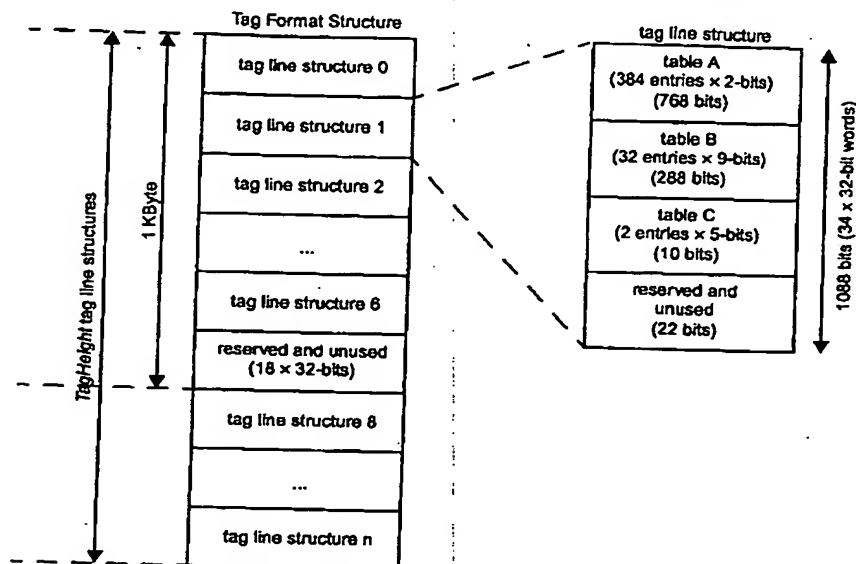 Tag Format Structure
tag line structure 0
tag line structure 1
tag line structure 2
...
tag line structure 6
reserved and unused
(18 x 32-bits)
tag line structure 8
...
tag line structure n
TagHeight tag line structures
1 KByte
tag line structure
table A
(384 entries × 2-bits)
(768 bits)
table B
(32 entries × 9-bits)
(288 bits)
table C
(2 entries × 5-bits)
(10 bits)
reserved and
unused
(22 bits)
1088 bits (34 x 32-bit words)